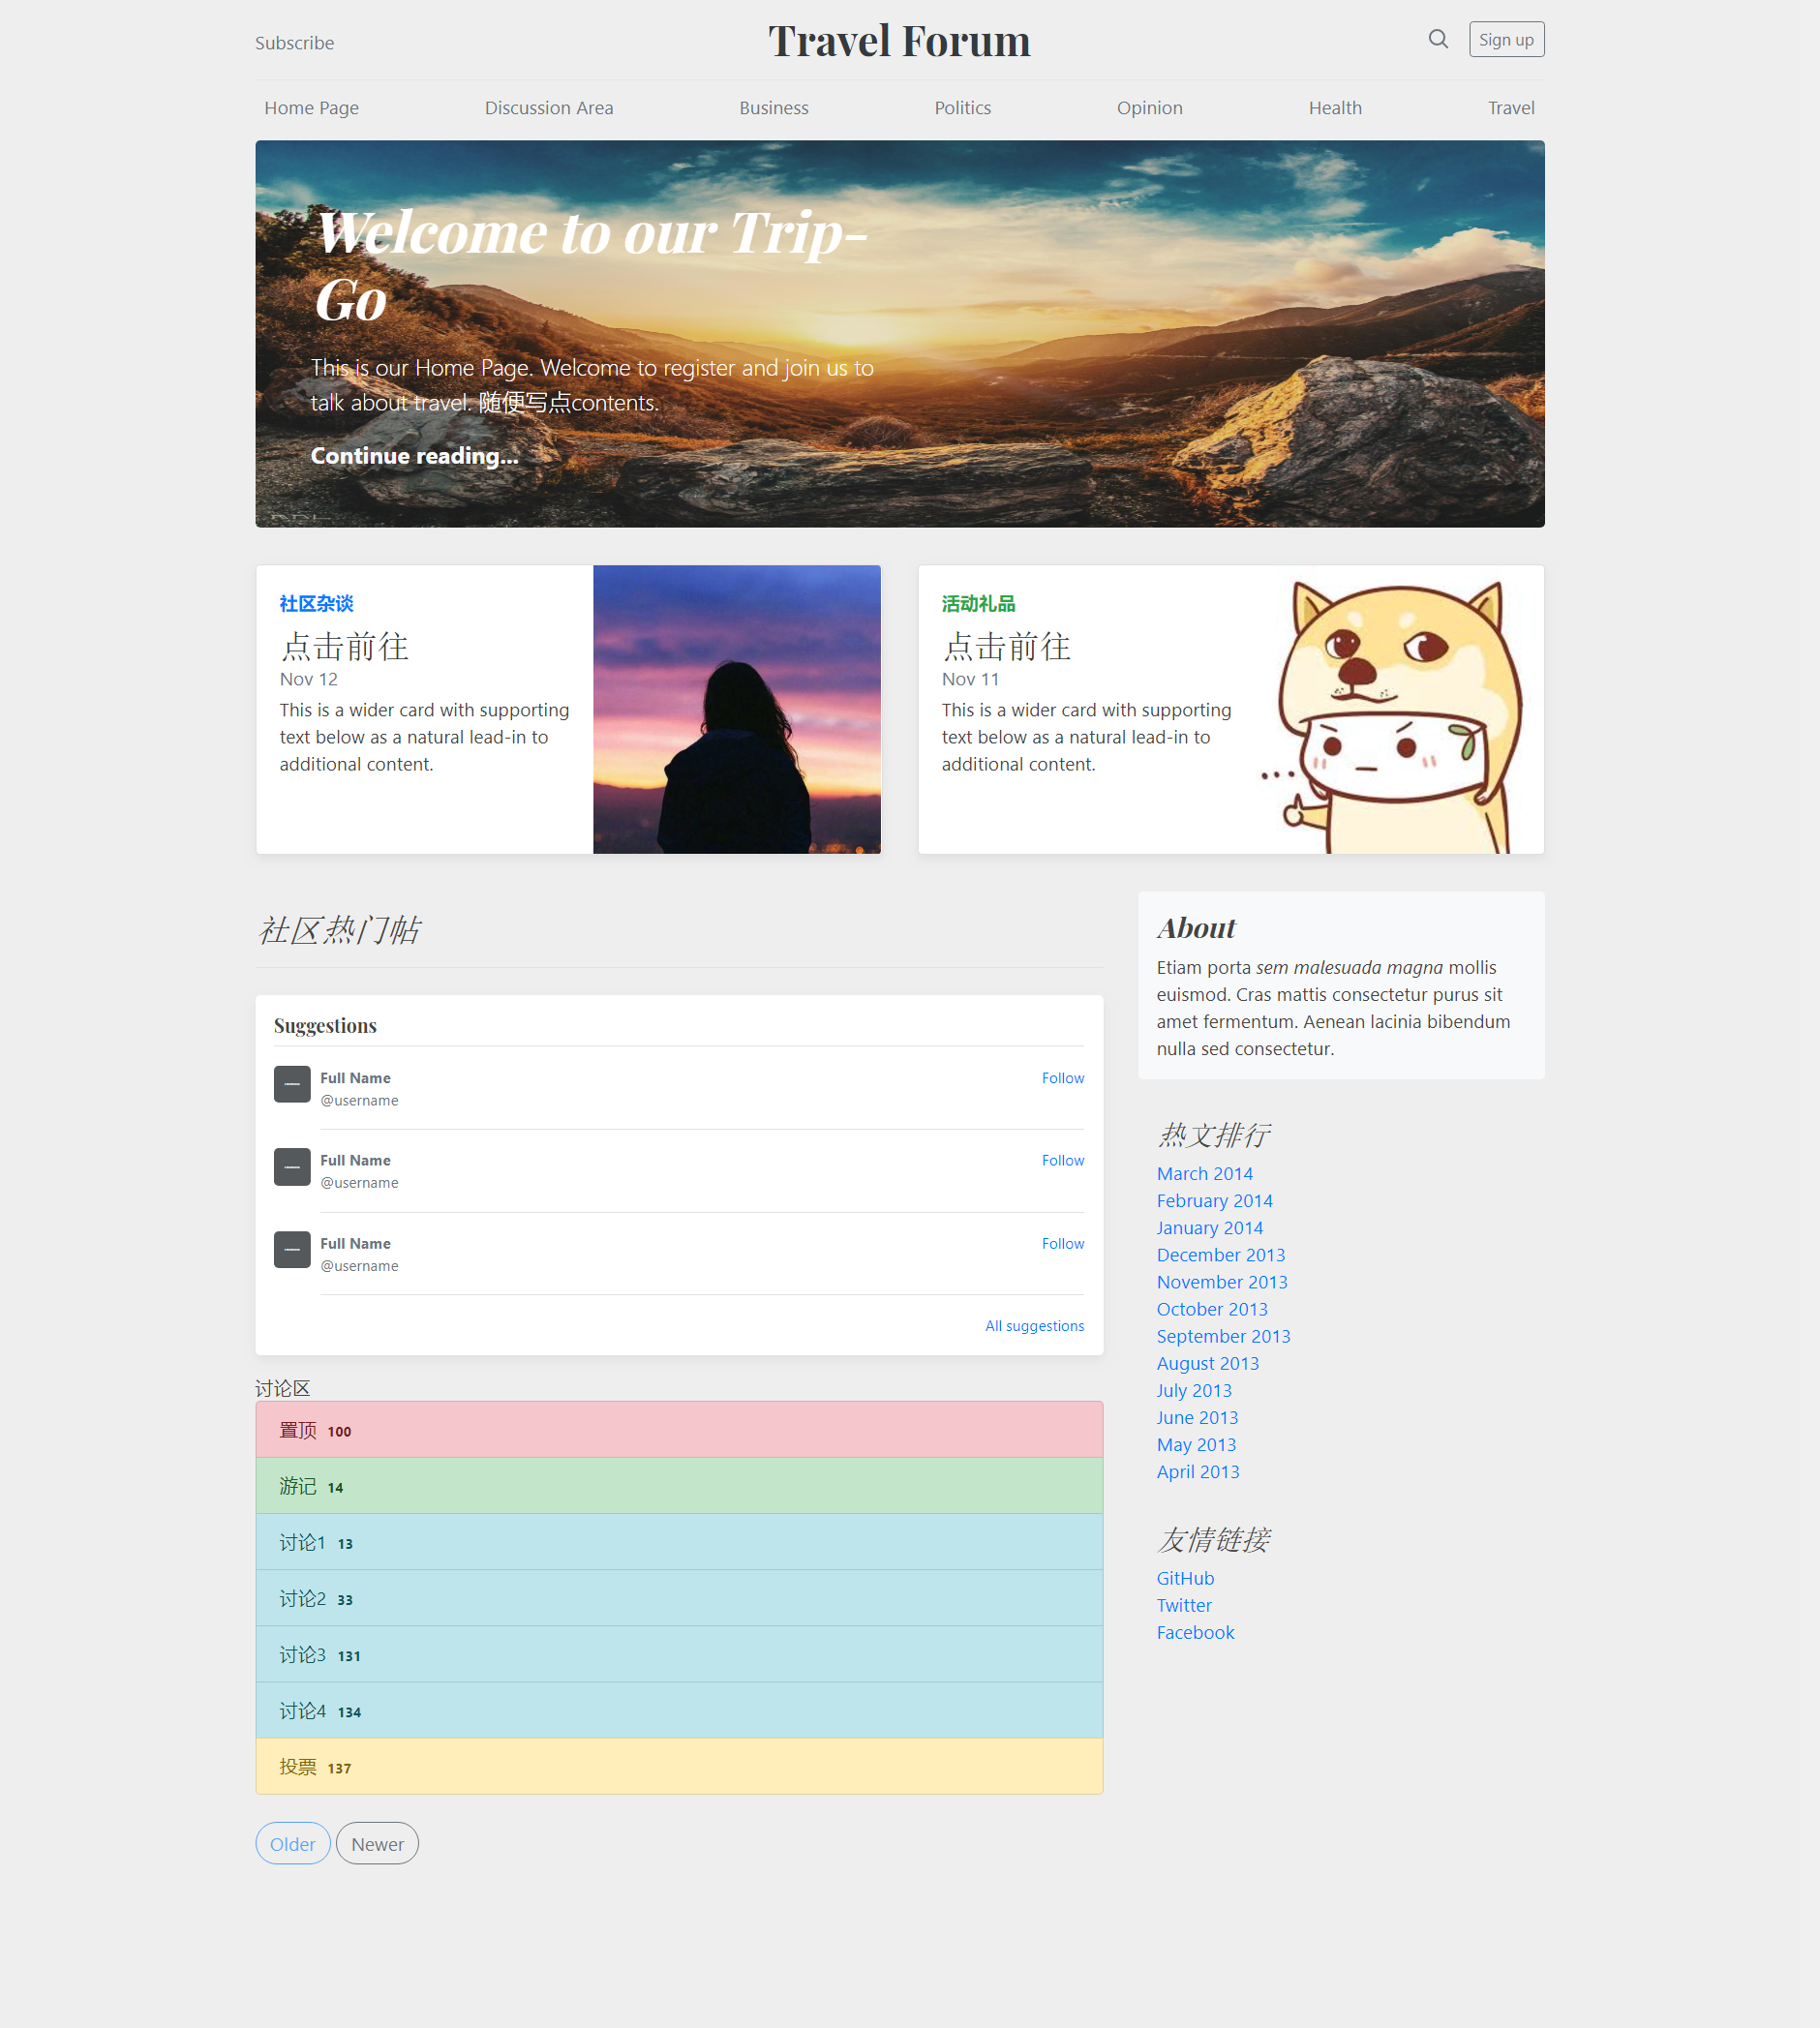 Subscribe
Travel Forum
Sign up
Home Page
Discussion Area
Business
Politics
Opinion
Health
Travel
Welcome to our Trip-
Go
This is our Home Page. Welcome to register and join us to
talk about travel. 随便写点contents.
Continue reading...
社区杂谈
点击前往
Nov 12
This is a wider card with supporting
text below as a natural lead-in to
additional content.
活动礼品
点击前往
Nov 11
This is a wider card with supporting
text below as a natural lead-in to
additional content.
社区热门帖
Suggestions
Full Name
Follow
@username
Full Name
Follow
@username
Full Name
Follow
@username
All suggestions
讨论区
置顶 100
游记 14
讨论1 13
讨论2 33
讨论3 131
讨论4 134
投票 137
Older
Newer
About
Etiam porta sem malesuada magna mollis
euismod. Cras mattis consectetur purus sit
amet fermentum. Aenean lacinia bibendum
nulla sed consectetur.
热文排行
March 2014
February 2014
January 2014
December 2013
November 2013
October 2013
September 2013
August 2013
July 2013
June 2013
May 2013
April 2013
友情链接
GitHub
Twitter
Facebook